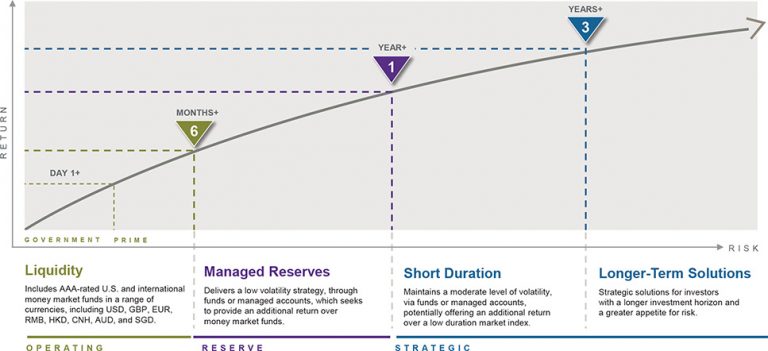 YEARS+
3
YEAR+
1
MONTHS+
6
RETURN
DAY 1+
GOVERNMENT PRIME
RISK
Liquidity
Includes AAA-rated U.S. and international
money market funds in a range of
currencies, including USD, GBP, EUR,
RMB, HKD, CNH, AUD, and SGD.
Managed Reserves
Delivers a low volatility strategy, through
funds or managed accounts, which seeks
to provide an additional return over
money market funds.
Short Duration
Maintains a moderate level of volatility,
via funds or managed accounts,
potentially offering an additional return
over a low duration market index.
Longer-Term Solutions
Strategic solutions for investors
with a longer investment horizon and
a greater appetite for risk.
OPERATING
RESERVE
STRATEGIC